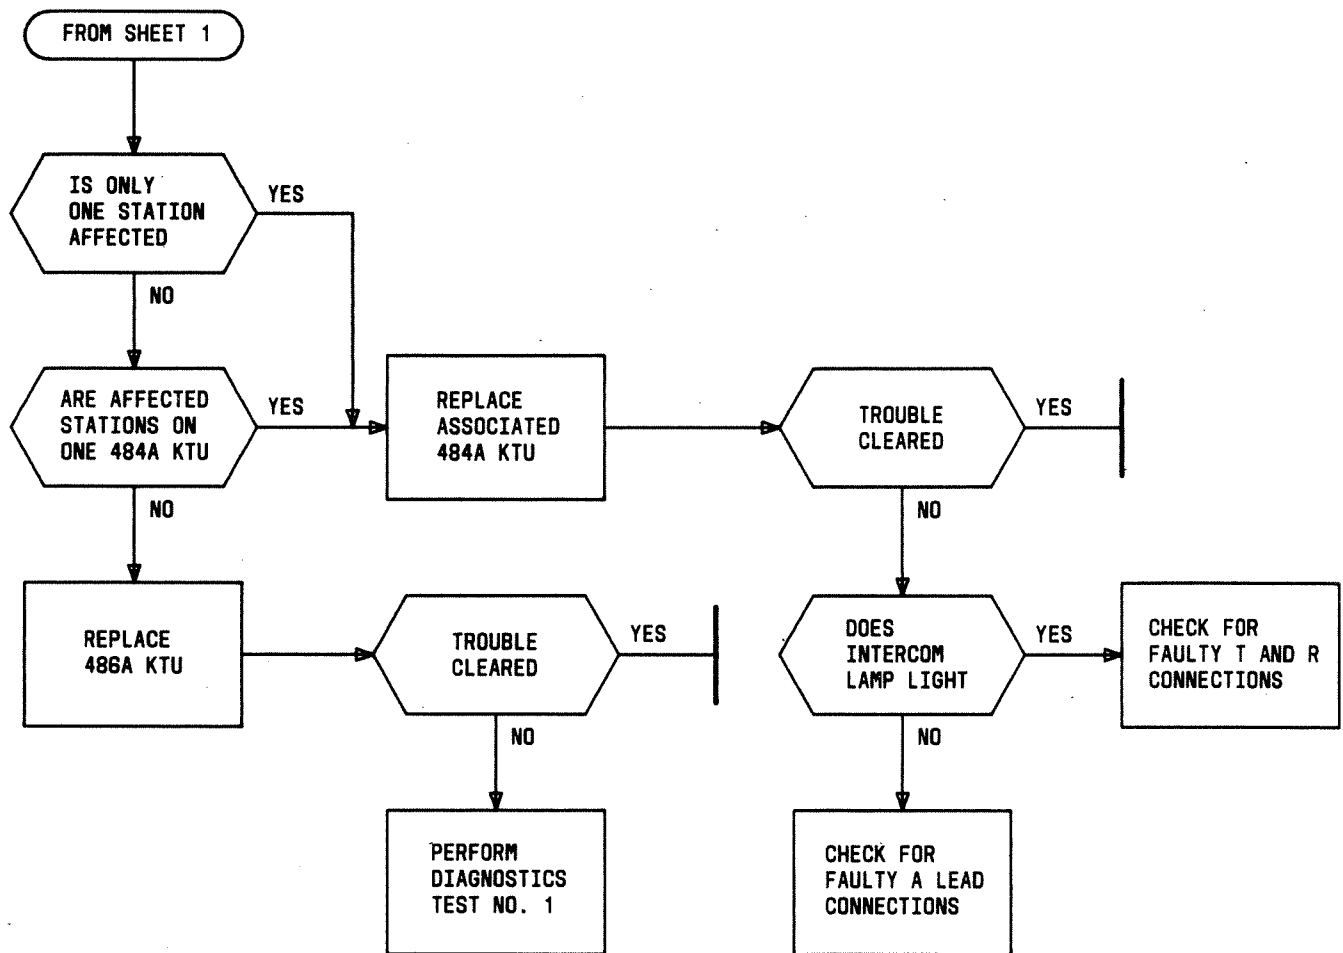 FROM SHEET 1
IS ONLY
ONE STATION
AFFECTED
YES
NO
ARE AFFECTED
STATIONS ON
ONE 484A KTU
YES
NO
REPLACE
ASSOCIATED
484A KTU
TROUBLE
CLEARED
YES
NO
REPLACE
486A KTU
TROUBLE
CLEARED
YES
NO
DOES
INTERCOM
LAMP LIGHT
YES
NO
CHECK FOR
FAULTY T AND R
CONNECTIONS
PERFORM
DIAGNOSTICS
TEST NO. 1
CHECK FOR
FAULTY A LEAD
CONNECTIONS